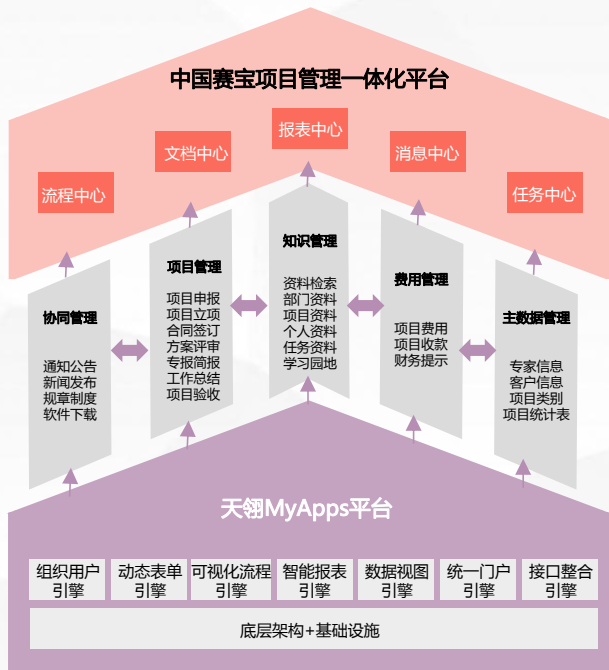 中国赛宝项目管理一体化平台
流程中心
文档中心
报表中心
消息中心
任务中心
协同管理
通知公告
新闻发布
规章制度
软件下载
项目管理
项目申报
项目立项
合同签订
方案评审
专报简报
工作总结
项目验收
知识管理
资料检索
部门资料
项目资料
个人资料
任务资料
学习园地
费用管理
项目费用
项目收款
财务提示
主数据管理
专家信息
客户信息
项目类别
项目统计表
天翎MyApps平台
组织用户
引擎
动态表单
引擎
可视化流程
引擎
智能报表
引擎
数据视图
引擎
统一门户
引擎
接口整合
引擎
底层架构+基础设施